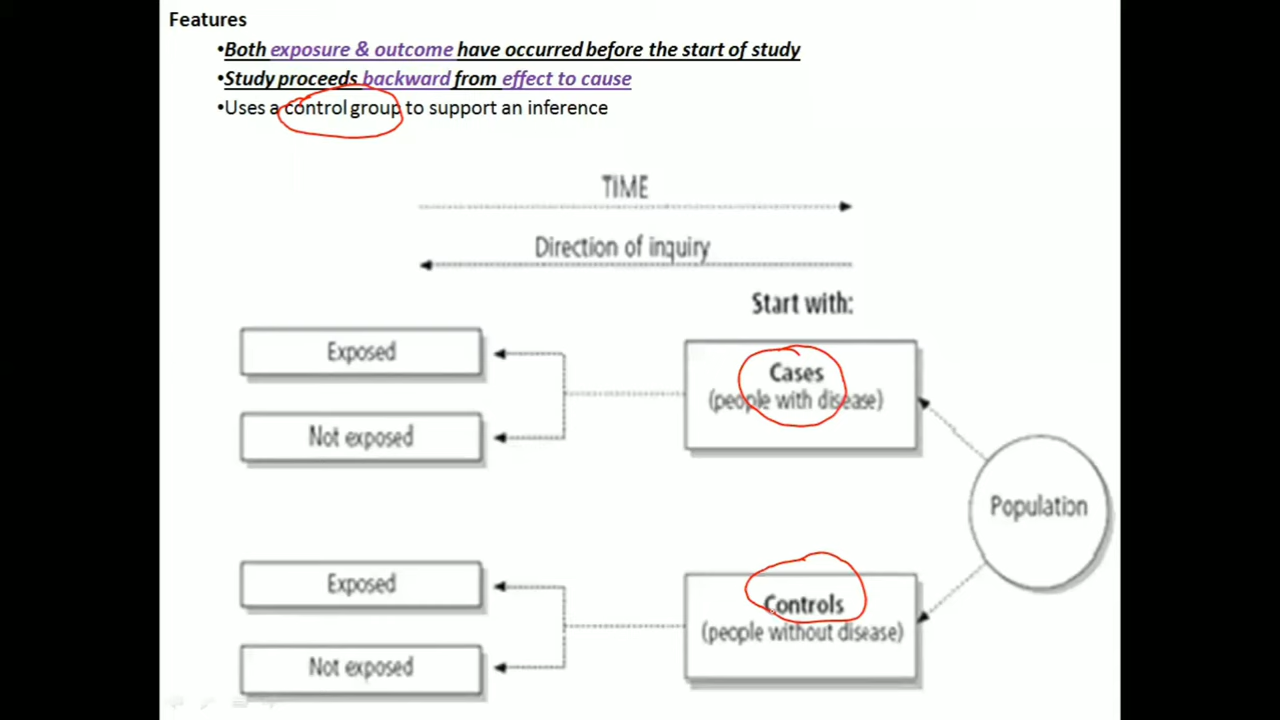 Features
•Both exposure & outcome have occurred before the start of study
•Study proceeds backward from effect to cause
•Uses a control group to support an inference
TIME
Direction of inquiry
Start with:
Exposed
Cases
(people with disease)
Not exposed
Population
Exposed
Controls
(people without disease)
Not exposed